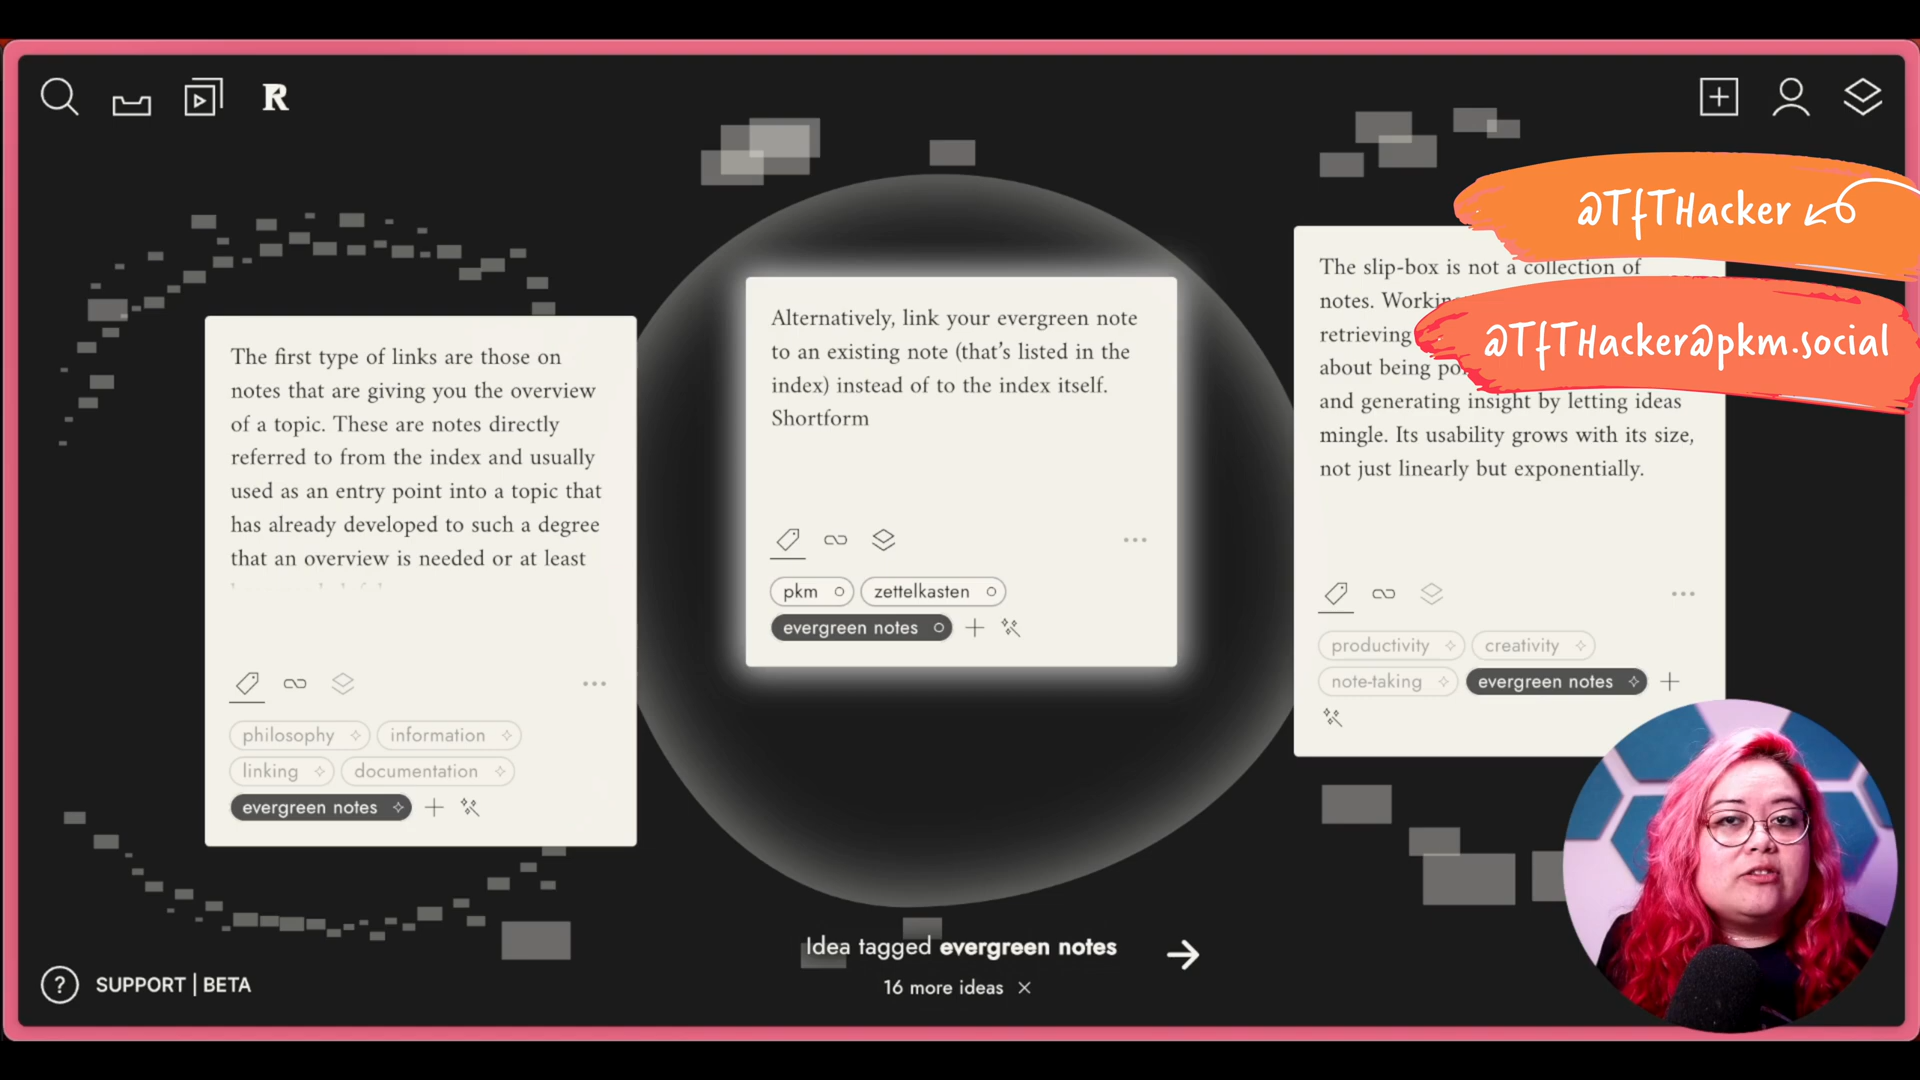 R
@TfTHacker
@TfTHacker@pkm.social
The first type of links are those on
notes that are giving you the overview
of a topic. These are notes directly
referred to from the index and usually
used as an entry point into a topic that
has already developed to such a degree
that an overview is needed or at least
philosophy
information
linking
documentation
evergreen notes
Alternatively, link your evergreen note
to an existing note (that’s listed in the
index) instead of to the index itself.
Shortform
pkm
zettelkasten
evergreen notes
The slip-box is not a collection of
notes.
retrieving
about being
and generating insight by letting ideas
mingle. Its usability grows with its size,
not just linearly but exponentially.
productivity
creativity
note-taking
evergreen notes
Idea tagged evergreen notes
16 more ideas
? SUPPORT | BETA